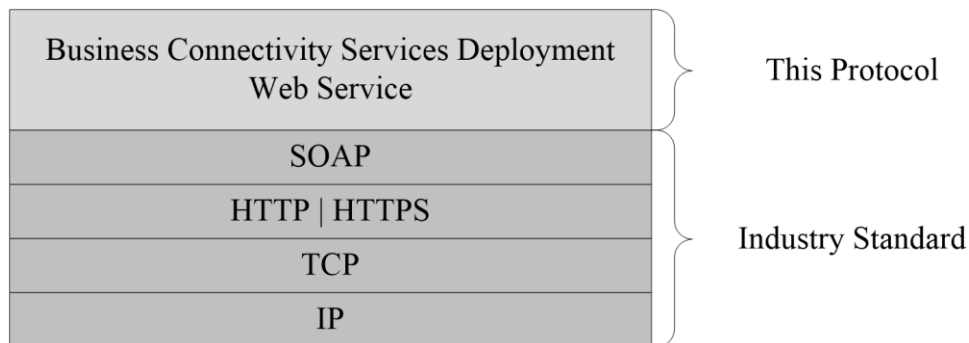 Business Connectivity Services Deployment
Web Service
This Protocol
SOAP
HTTP | HTTPS
TCP
IP
Industry Standard